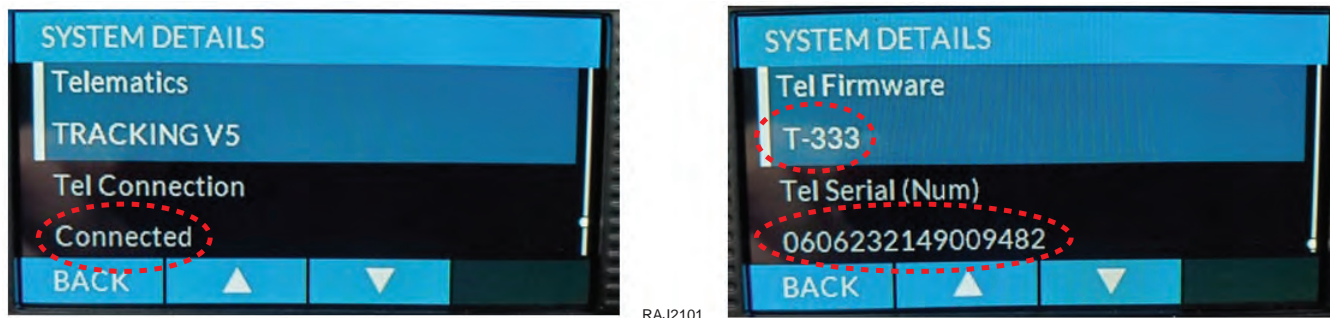 SYSTEM DETAILS
Telematics
TRACKING V5
Tel Connection
Connected
BACK
SYSTEM DETAILS
Tel Firmware
T-333
Tel Serial (Num)
0606232149009482
BACK
RAJ2101